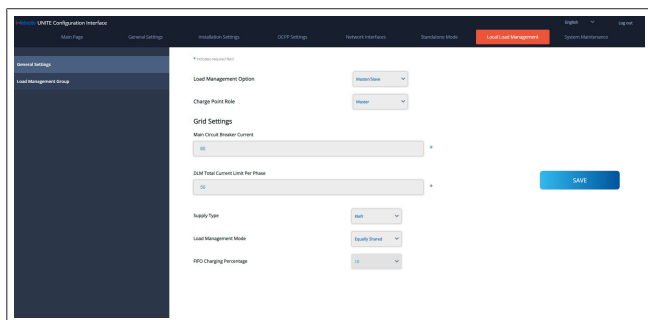 UNITE Configuration Interface
English
Log out
Main Page
General Settings
Installation Settings
OCPP Settings
Network Interfaces
Standalone Mode
Local Load Management
System Maintenance
General Settings
Load Management Group
* Indicates required field.
Load Management Option
Master/Slave
Charge Point Role
Master
Grid Settings
Main Circuit Breaker Current
*
DLM Total Current Limit Per Phase
50
*
SAVE
Supply Type
Load Management Mode
Equally Shared
FIFO Charging Percentage